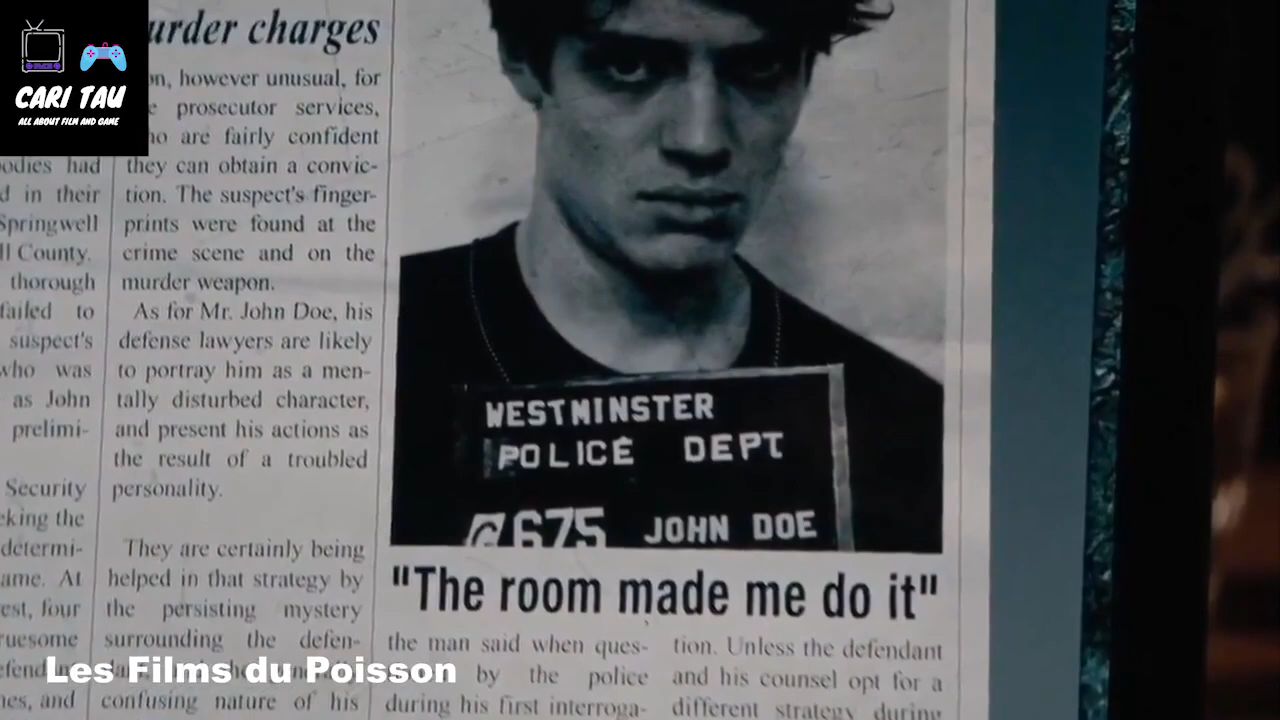 CARI TAU
ALL ABOUT FILM AND GAME
urder charges
on, however unusual, for
prosecutor services,
ho are fairly confident
they can obtain a convic-
tion. The suspect's finger-
prints were found at the
crime scene and on the
murder weapon.
As for Mr. John Doe, his
defense lawyers are likely
to portray him as a men-
tally disturbed character,
and present his actions as
the result of a troubled
personality.
They are certainly being
helped in that strategy by
the persisting mystery
surrounding the defen-
confusing nature of his
odies had
d in their
Springwell
ll County.
thorough
failed to
suspect's
who was
as John
prelimi-
Security
eking the
determi-
ame. At
est, four
ruesome
efendant
nes, and
WESTMINSTER
POLICE DEPT
675 JOHN DOE
"The room made me do it"
the man said when ques-
by the police
during his first interroga-
tion. Unless the defendant
and his counsel opt for a
different strategy during
Les Films du Poisson